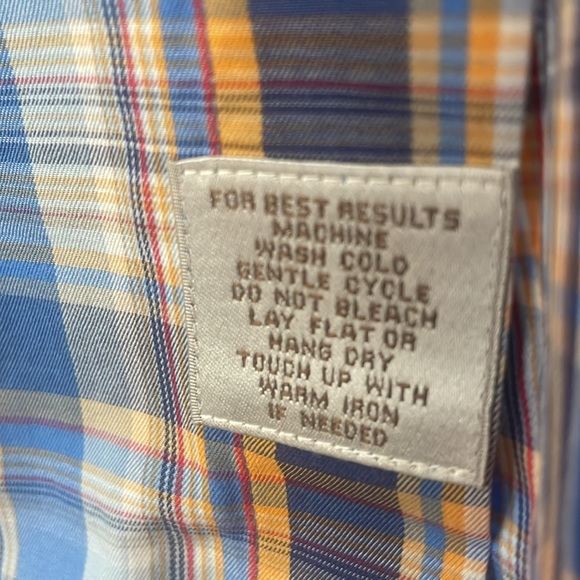 FOR BEST RESULTS
MACHINE
WASH COLD
GENTLE CYCLE
DO NOT BLEACH
LAY FLAT OR
HANG DRY
TOUCH UP WITH
WARM IRON
IF NEEDED